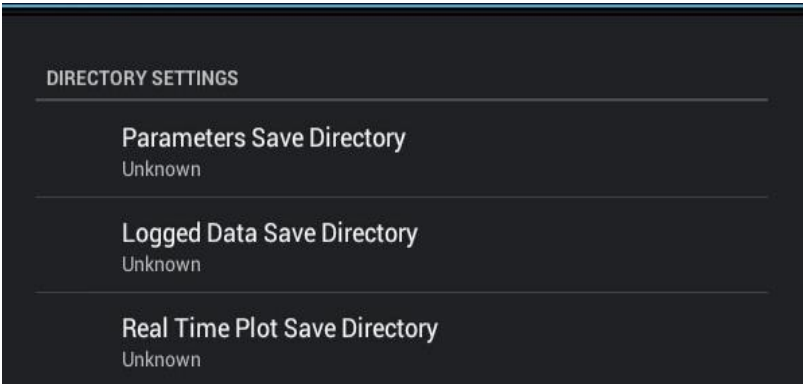 DIRECTORY SETTINGS
Parameters Save Directory
Unknown
Logged Data Save Directory
Unknown
Real Time Plot Save Directory
Unknown